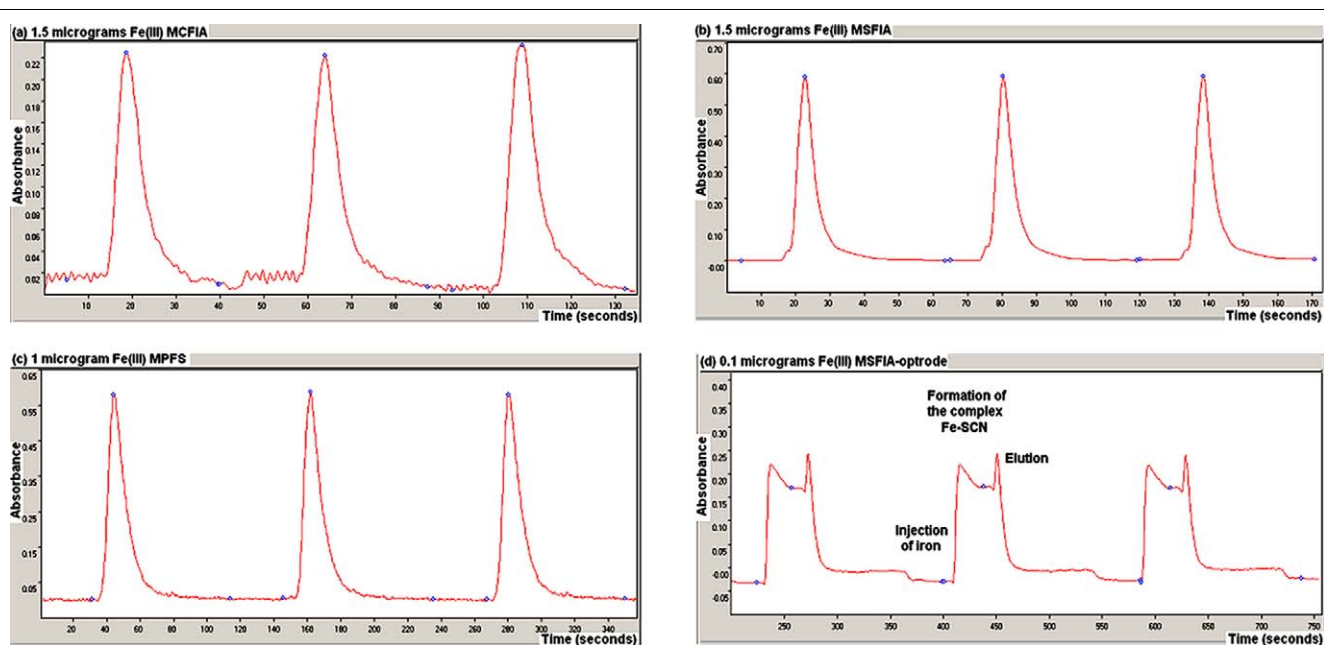 (a) 1.5 micrograms Fe(III) MCFIA
0.22
0.20
0.18
0.16
0.14
0.12
0.10
0.08
0.06
0.04
0.02
Absorbance
10 20 30 40 50 60 70 80 90 100 110 120 130
Time (seconds)
(b) 1.5 micrograms Fe(III) MSFIA
0.70
0.60
0.50
0.40
0.30
0.20
0.10
-0.00
Absorbance
10 20 30 40 50 60 70 80 90 100 110 120 130 140 150 160 170
Time (seconds)
(c) 1 microgram Fe(III) MPFS
0.65
0.55
0.45
0.35
0.25
0.15
0.05
Absorbance
20 40 60 80 100 120 140 160 180 200 220 240 260 280 300 320 340
Time (seconds)
(d) 0.1 micrograms Fe(III) MSFIA-optrode
0.40
0.35
0.30
0.25
0.20
0.15
0.10
0.05
-0.00
-0.05
Absorbance
Formation of
the complex
Fe-SCN
Elution
Injection
of iron
250 300 350 400 450 500 550 600 650 700 750
Time (seconds)